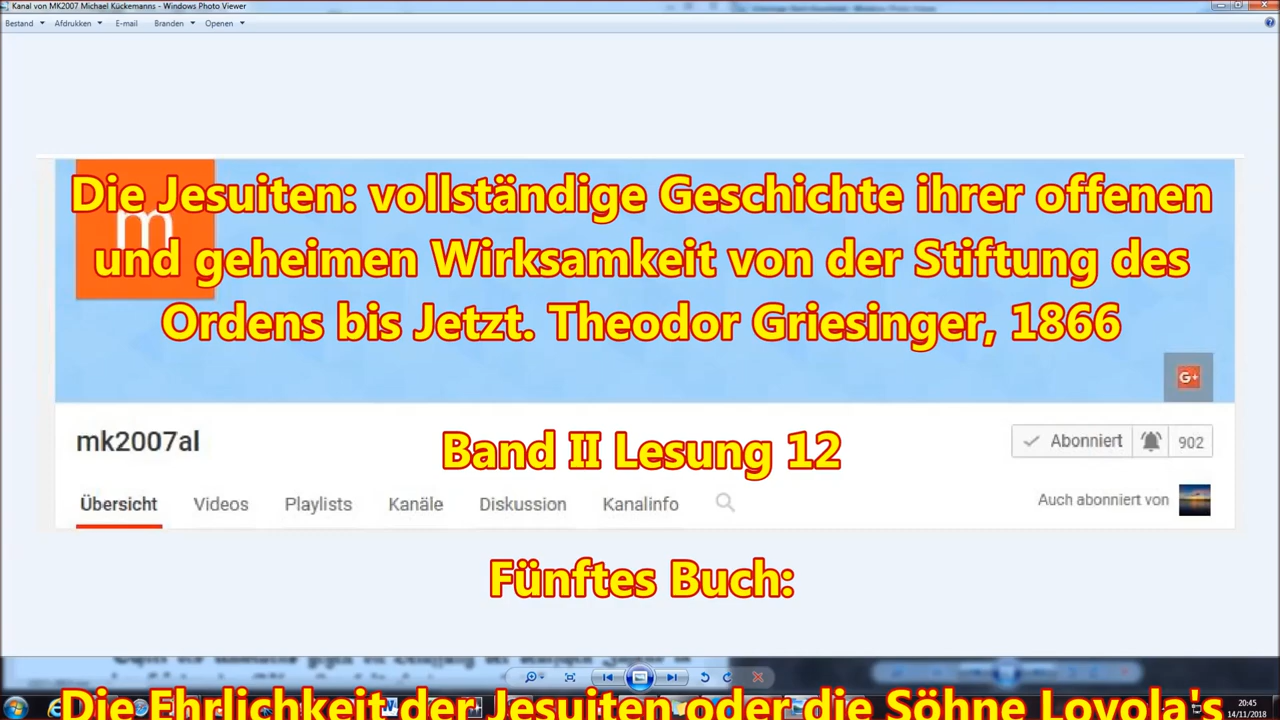 Kanal von MK2007 Michael Kückemanns - Windows Photo Viewer
Bestand Afdrukken E-mail Branden Openen
Die Jesuiten: vollständige Geschichte ihrer offenen
m
und geheimen Wirksamkeit von der Stiftung des
Ordens bis Jetzt. Theodor Griesinger, 1866
G+
mk2007al
Band II Lesung 12
Abonniert 902
Übersicht Videos Playlists Kanäle Diskussion Kanalinfo
Auch abonniert von
Fünftes Buch:
Die Ehrlichkeit der Jesuiten oder die Söhne Loyola's
20:45
14/11/2018